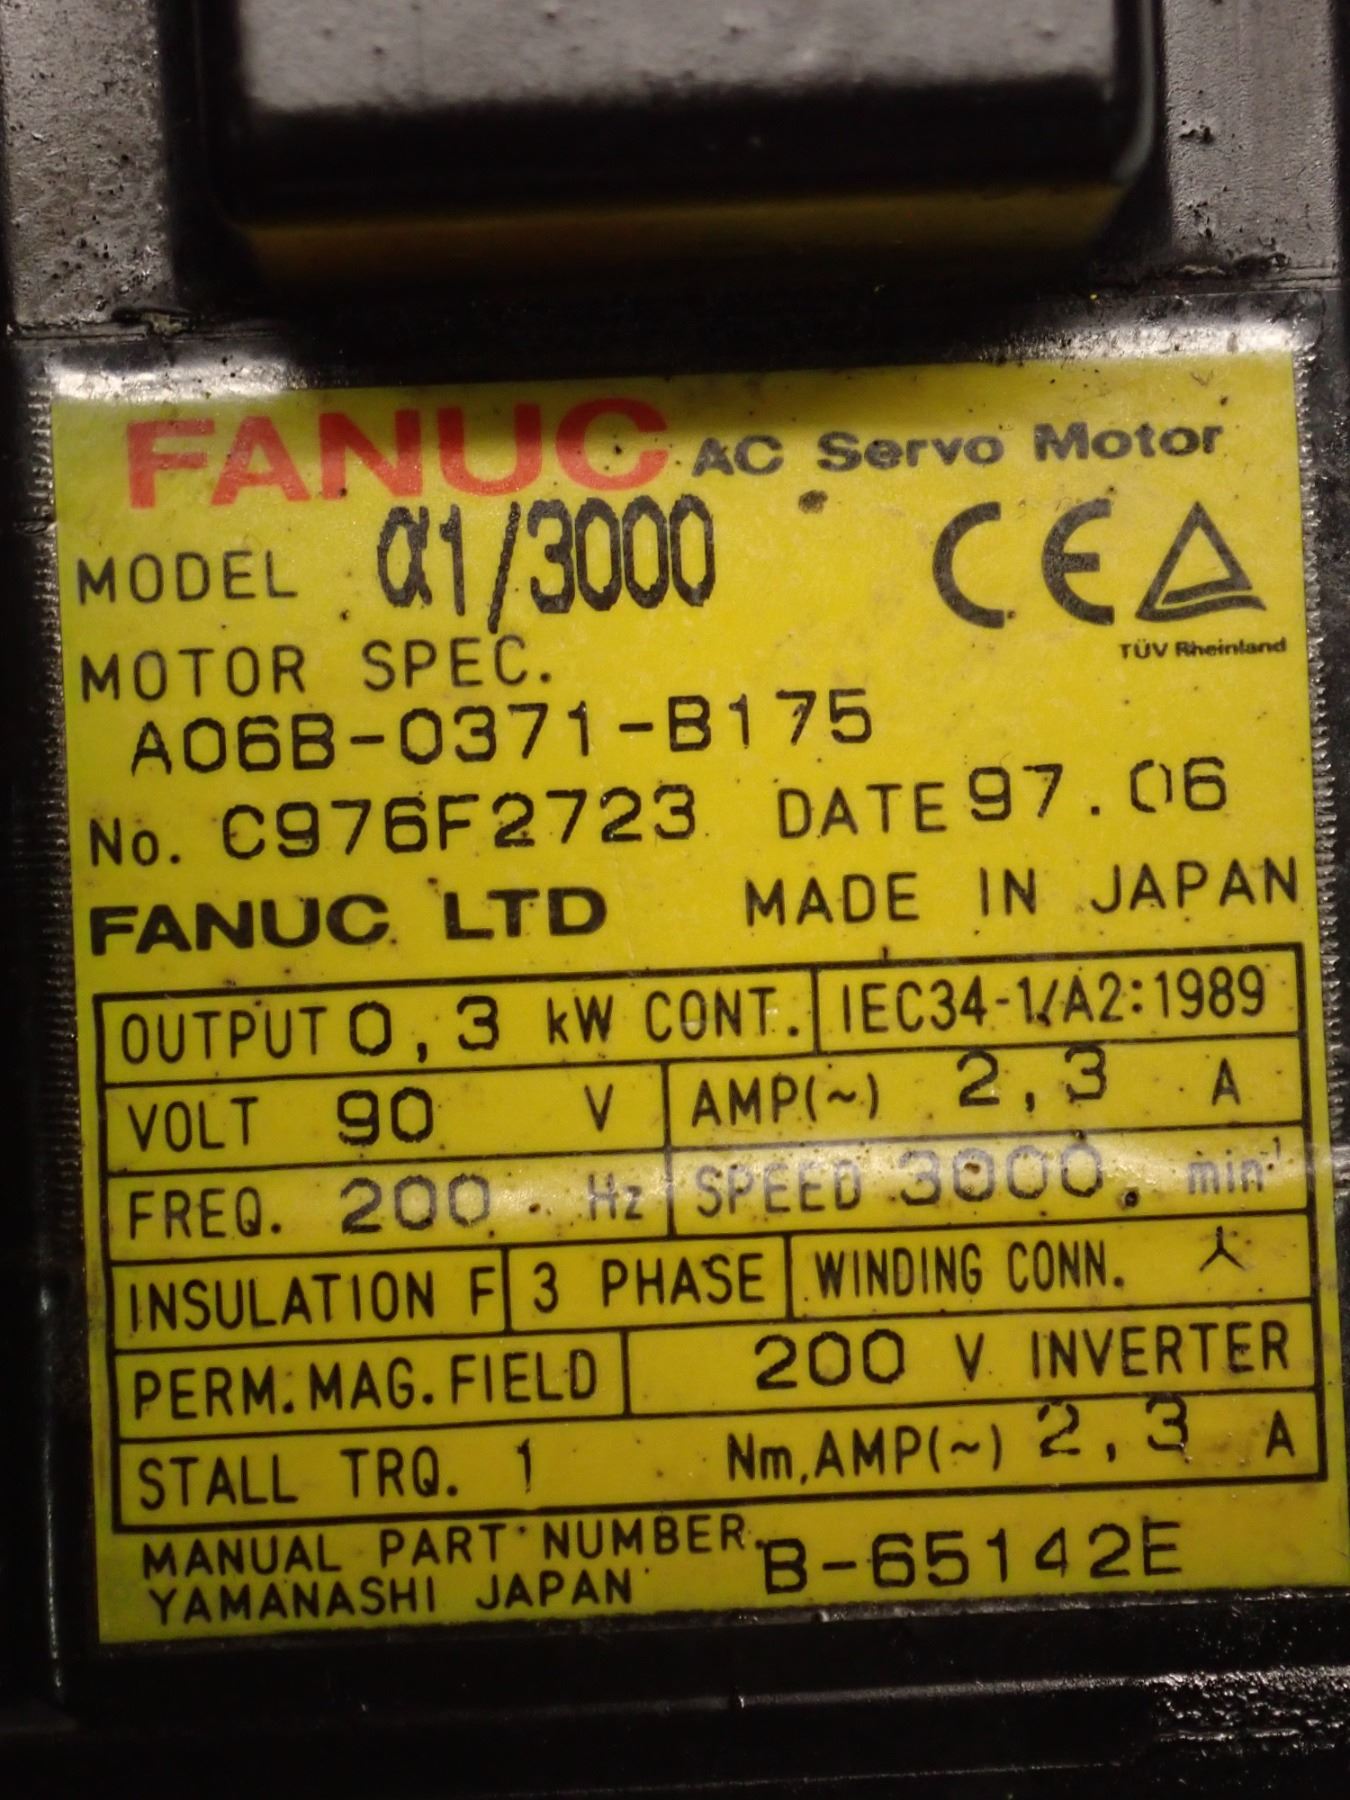 FANUC AC Servo Motor
MODEL α1/3000
CE
TÜV Rheinland
MOTOR SPEC.
A06B-0371-B175
No. C976F2723 DATE 97.06
FANUC LTD MADE IN JAPAN
OUTPUT 0,3 kW CONT. IEC34-1/A2:1989
VOLT 90 V AMP(~) 2,3 A
FREQ. 200 Hz SPEED 3000 min⁻¹
INSULATION F 3 PHASE WINDING CONN.
PERM.MAG.FIELD 200 V INVERTER
STALL TRQ. 1 Nm,AMP(~) 2,3 A
MANUAL PART NUMBER B-65142E
YAMANASHI JAPAN